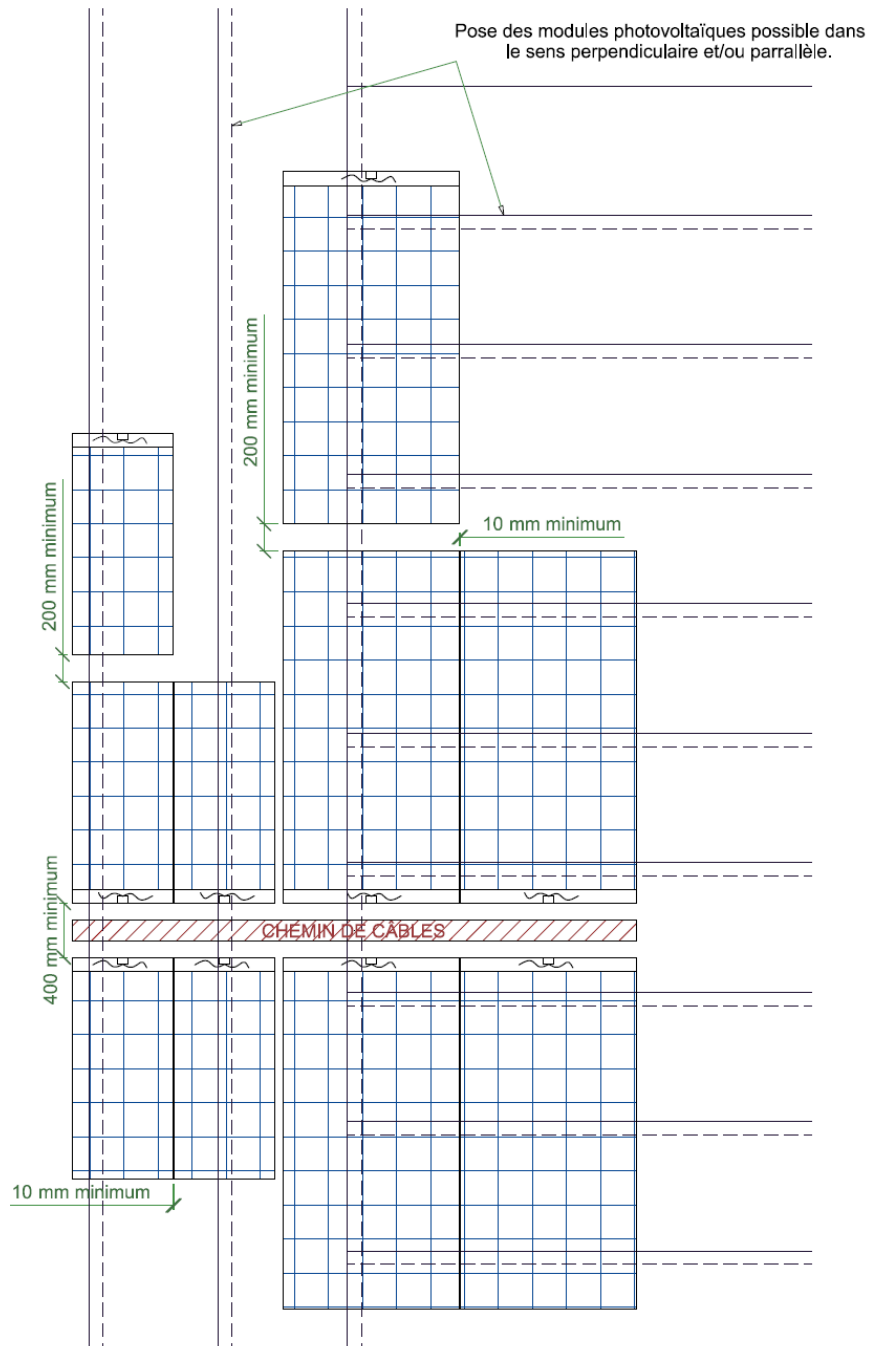 Pose des modules photovoltaïques possible dans
le sens perpendiculaire et/ou parrallèle.
200 mm minimum
200 mm minimum
10 mm minimum
400 mm minimum
CHEMIN DE CÂBLES
10 mm minimum